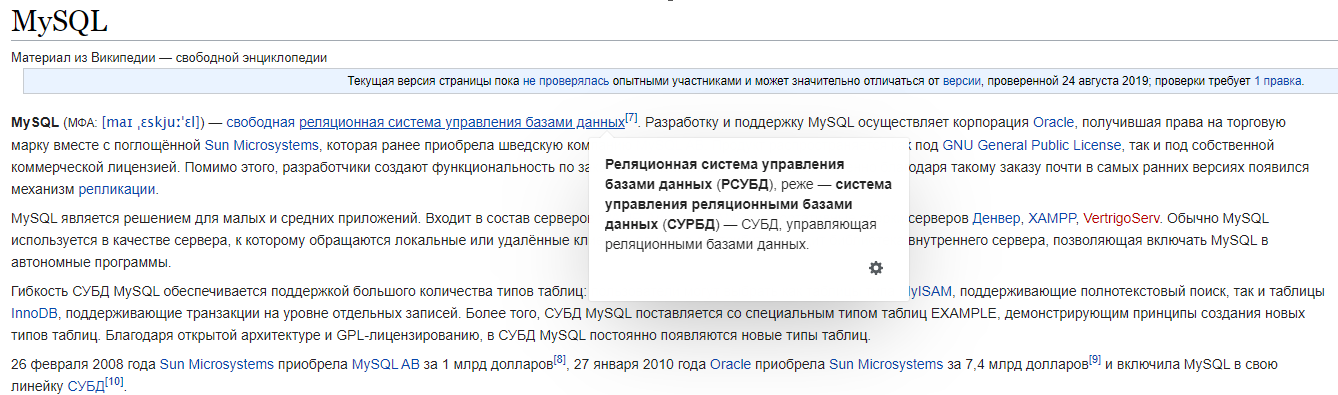 MySQL
Материал из Википедии — свободной энциклопедии
Текущая версия страницы пока не проверялась опытными участниками и может значительно отличаться от версии, проверенной 24 августа 2019; проверки требует 1 правка.
MySQL (МФА: [maɪ ˌɛskjuːˈɛl]) — свободная реляционная система управления базами данных[7]. Разработку и поддержку MySQL осуществляет корпорация Oracle, получившая права на торговую
марку вместе с поглощённой Sun Microsystems, которая ранее приобрела шведскую под GNU General Public License, так и под собственной
коммерческой лицензией. Помимо этого, разработчики создают функциональность по такому заказу почти в самых ранних версиях появился
механизм репликации.
MySQL является решением для малых и средних приложений. Входит в состав серверов Денвер, XAMPP, VertrigoServ. Обычно MySQL
используется в качестве сервера, к которому обращаются локальные или удалённые внутреннего сервера, позволяющая включать MySQL в
автономные программы.
Гибкость СУБД MySQL обеспечивается поддержкой большого количества типов таблиц: MyISAM, поддерживающие полнотекстовый поиск, так и таблицы
InnoDB, поддерживающие транзакции на уровне отдельных записей. Более того, СУБД MySQL поставляется со специальным типом таблиц EXAMPLE, демонстрирующим принципы создания новых
типов таблиц. Благодаря открытой архитектуре и GPL-лицензированию, в СУБД MySQL постоянно появляются новые типы таблиц.
26 февраля 2008 года Sun Microsystems приобрела MySQL AB за 1 млрд долларов[8], 27 января 2010 года Oracle приобрела Sun Microsystems за 7,4 млрд долларов[9] и включила MySQL в свою
линейку СУБД[10].
Реляционная система управления
базами данных (РСУБД), реже — система
управления реляционными базами
данных (СУРБД) — СУБД, управляющая
реляционными базами данных.